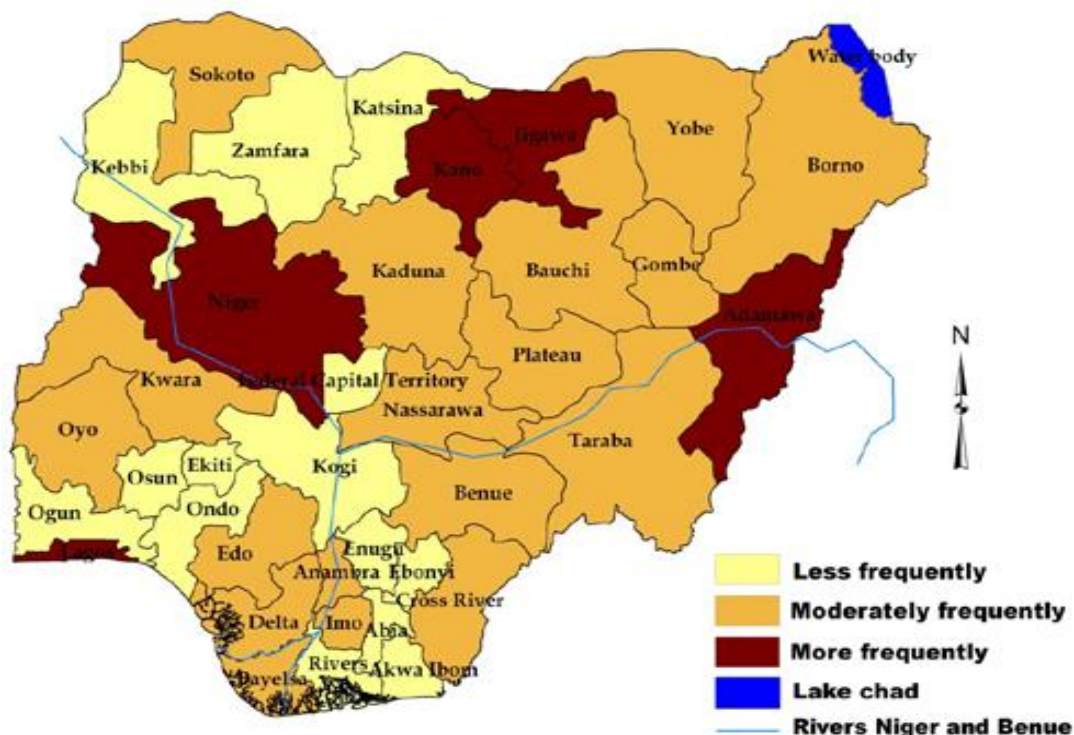 Water body
Sokoto
Katsina
Jigawa
Yobe
Zamfara
Kano
Borno
Kebbi
Kaduna
Bauchi
Gombe
Niger
Adamawa
Plateau
N
Federal Capital Territory
Kwara
Nassarawa
Oyo
Taraba
Ekiti
Kogi
Osun
Benue
Ogun
Ondo
Lagos
Edo
Enugu
Anambra
Ebonyi
Cross River
Delta
Imo
Abia
Rivers
Akwa Ibom
Bayelsa
Less frequently
Moderately frequently
More frequently
Lake chad
Rivers Niger and Benue